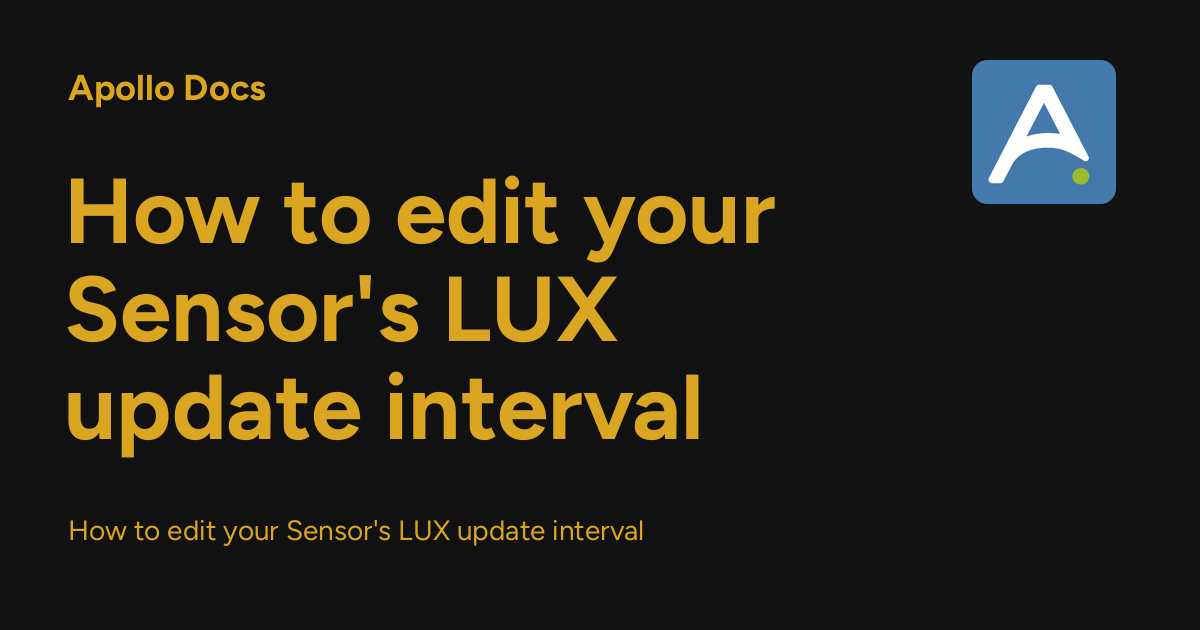 Apollo Docs
How to edit your
Sensor's LUX
update interval
How to edit your Sensor's LUX update interval